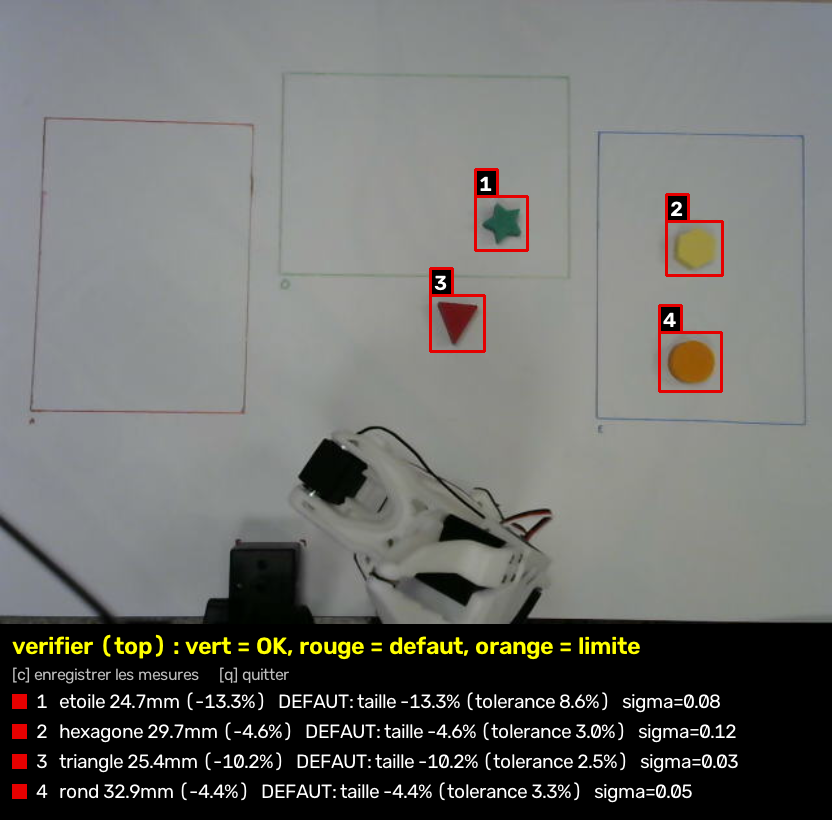 1
2
3
4
verifier (top) : vert = OK, rouge = defaut, orange = limite
[c] enregistrer les mesures [q] quitter
1 etoile 24.7mm (-13.3%) DEFAUT: taille -13.3% (tolerance 8.6%) sigma=0.08
2 hexagone 29.7mm (-4.6%) DEFAUT: taille -4.6% (tolerance 3.0%) sigma=0.12
3 triangle 25.4mm (-10.2%) DEFAUT: taille -10.2% (tolerance 2.5%) sigma=0.03
4 rond 32.9mm (-4.4%) DEFAUT: taille -4.4% (tolerance 3.3%) sigma=0.05